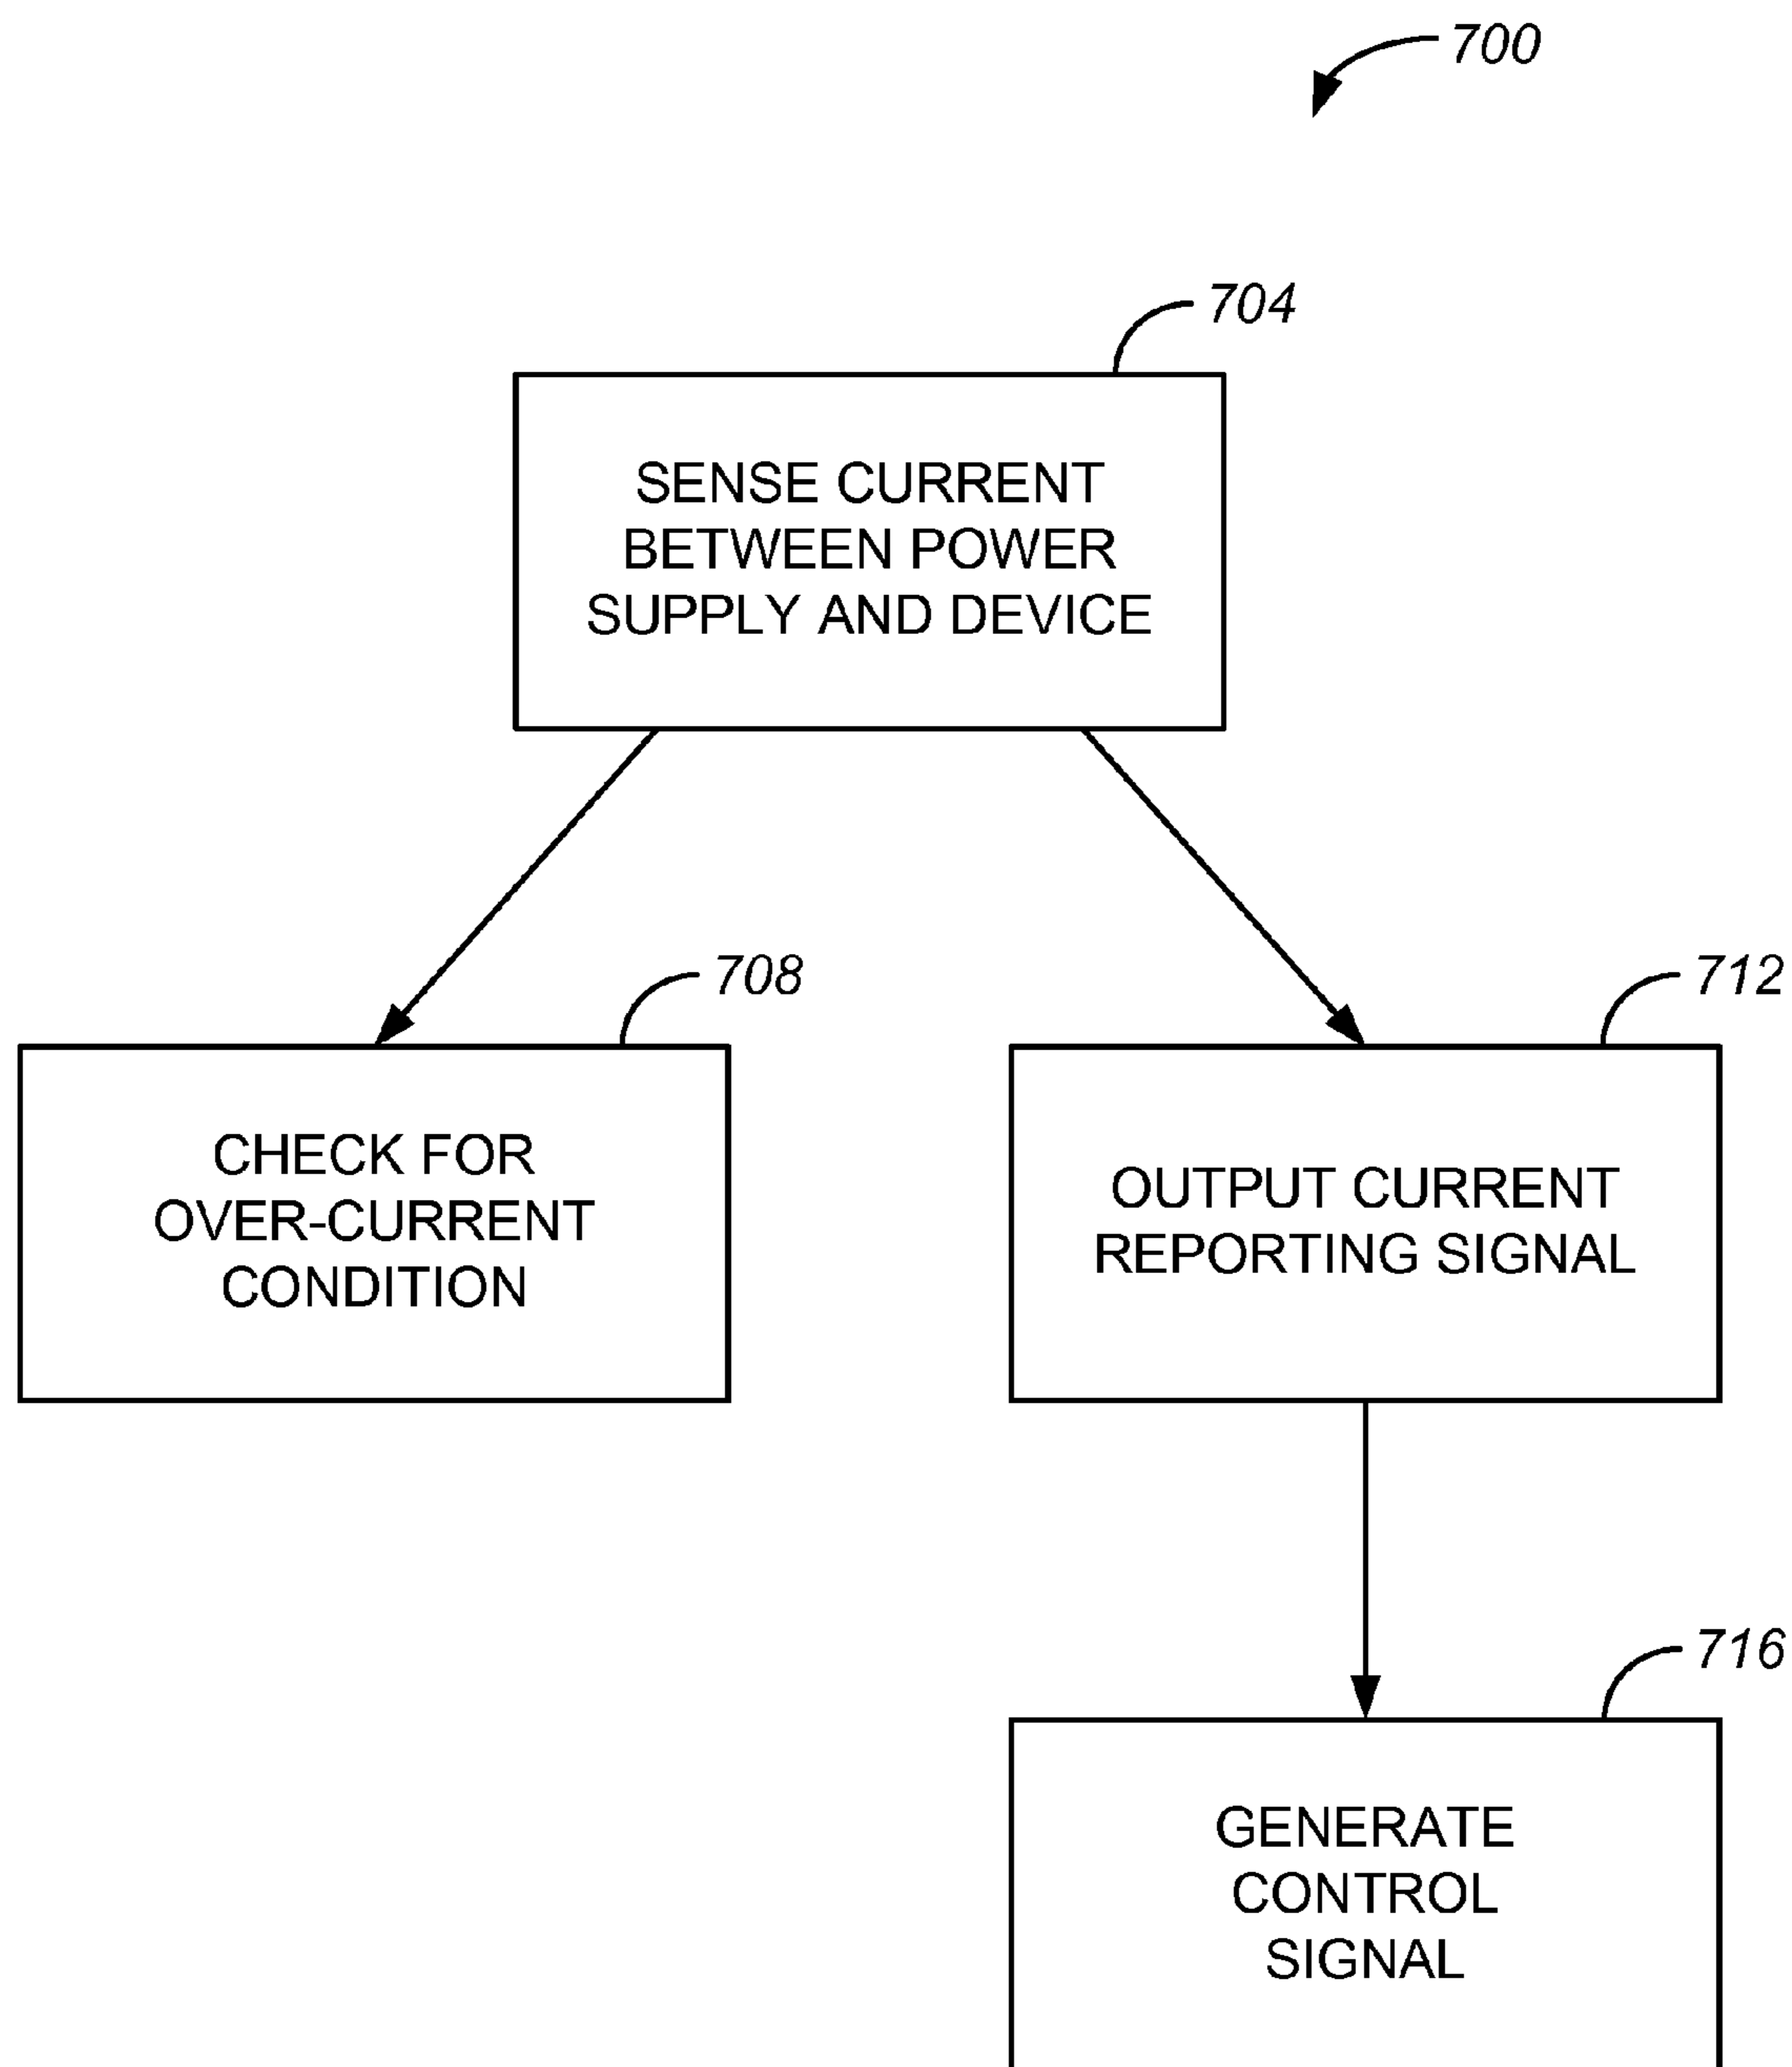 700
704
SENSE CURRENT
BETWEEN POWER
SUPPLY AND DEVICE
708
712
CHECK FOR
OVER-CURRENT
CONDITION
OUTPUT CURRENT
REPORTING SIGNAL
716
GENERATE
CONTROL
SIGNAL